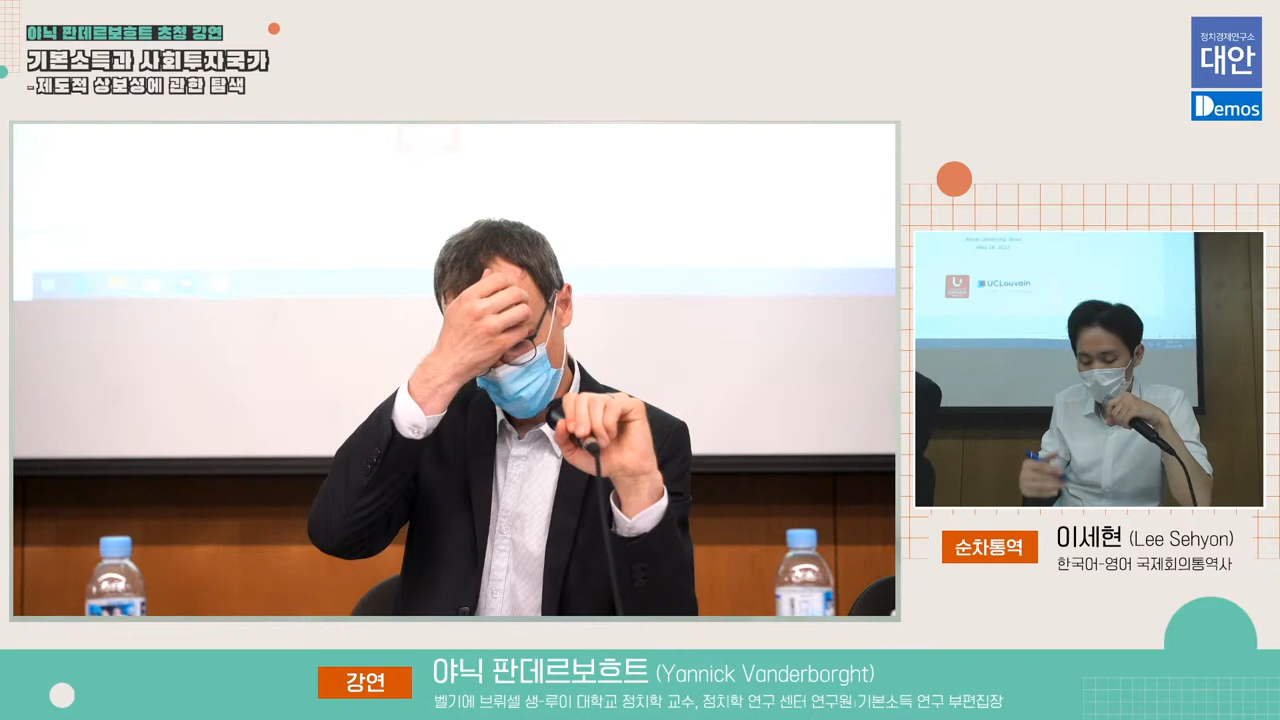 야닉 판데르보흐트 초청 강연
기본소득과 사회투자국가
- 제도적 상보성에 관한 탐색
정치경제연구소
대안
Demos
May 18, 2022
UCLouvain
순차통역
이세현 (Lee Sehyon)
한국어-영어 국제회의통역사
강연
야닉 판데르보흐트 (Yannick Vanderborght)
벨기에 브뤼셀 생-루이 대학교 정치학 교수, 정치학 연구 센터 연구원, 기본소득 연구 부편집장